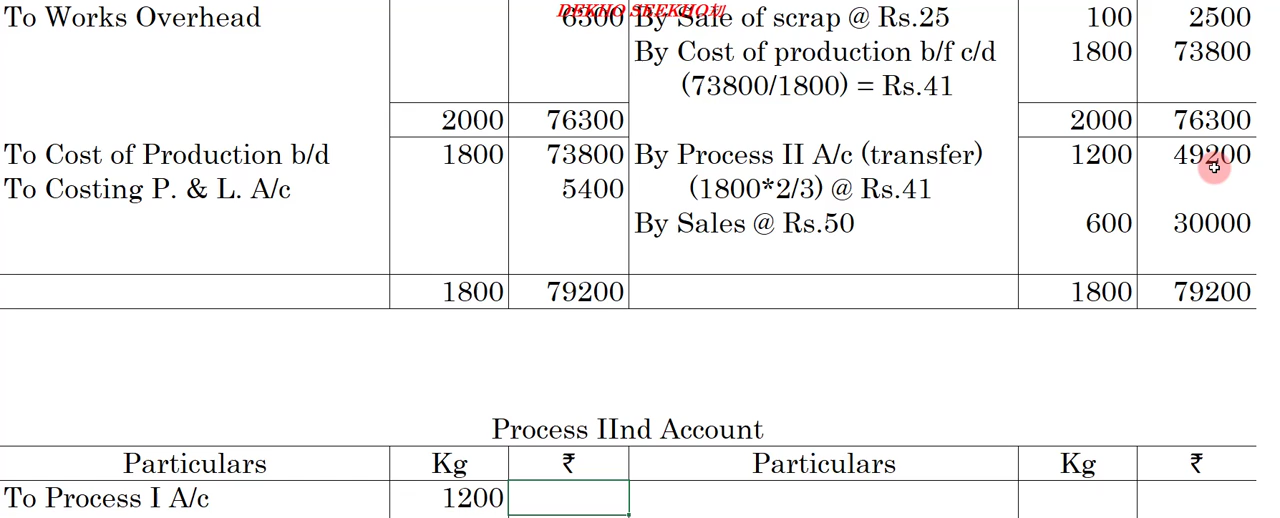 DEKHO SEEKHO
To Works Overhead 6300 By Sale of scrap @ Rs.25 100 2500
By Cost of production b/f c/d 1800 73800
(73800/1800) = Rs.41
2000 76300 2000 76300
To Cost of Production b/d 1800 73800 By Process II A/c (transfer) 1200 49200
To Costing P. & L. A/c 5400 (1800*2/3) @ Rs.41
By Sales @ Rs.50 600 30000
1800 79200 1800 79200
Process IInd Account
Particulars Kg ₹ Particulars Kg ₹
To Process I A/c 1200